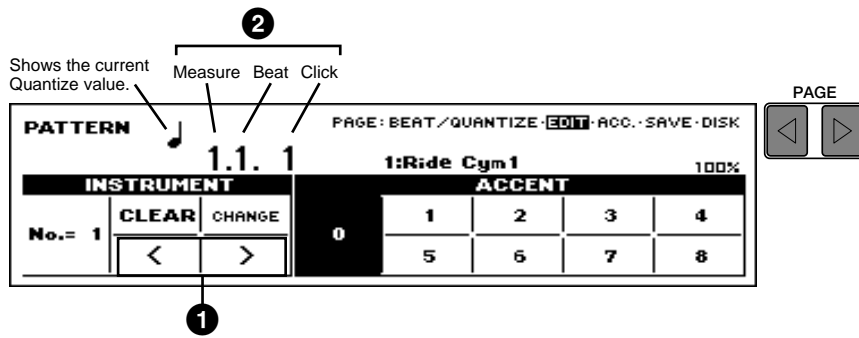 2
Shows the current
Quantize value.
Measure Beat Click
PAGE
PATTERN
PAGE: BEAT/QUANTIZE·EDIT·ACC.·SAVE·DISK
1.1. 1
1:Ride Cym1
100%
INSTRUMENT
ACCENT
No.= 1
CLEAR
CHANGE
0
1
2
3
4
<
>
5
6
7
8
1